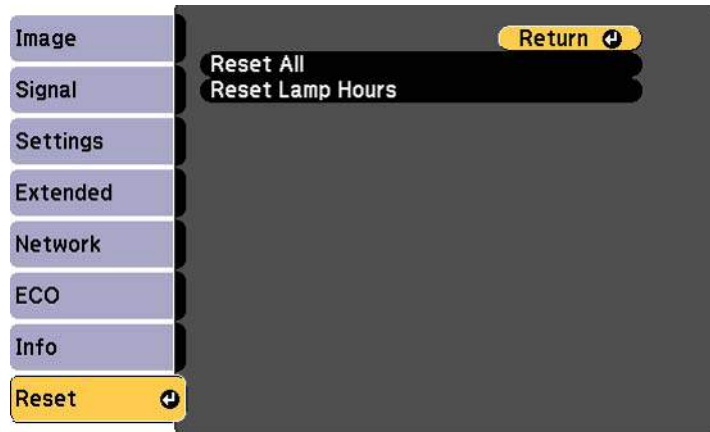 Image
Signal
Settings
Extended
Network
ECO
Info
Reset
Return
Reset All
Reset Lamp Hours